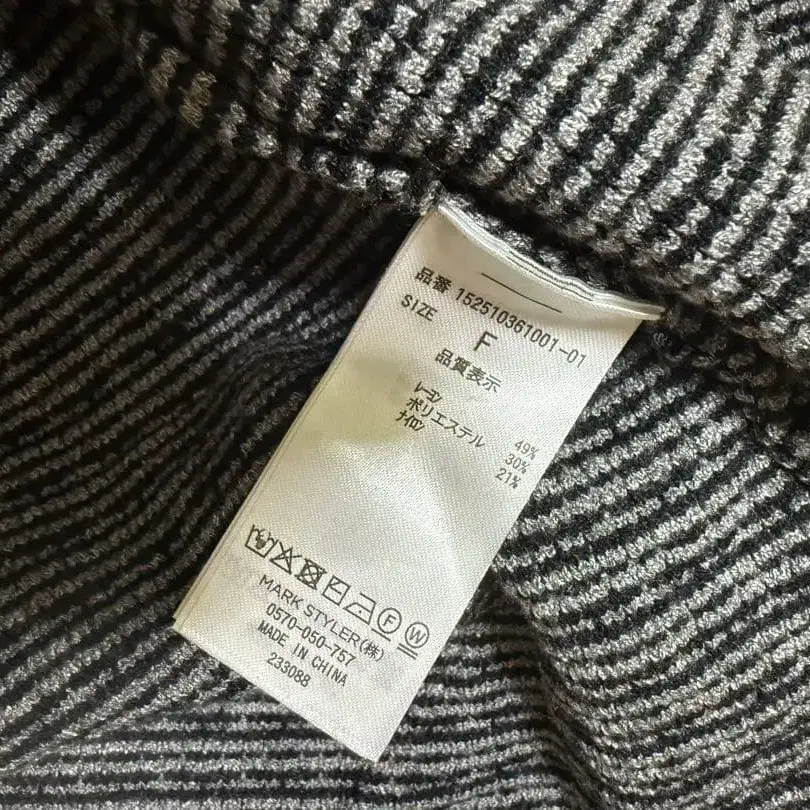 品番 152510361001-01
SIZE F
品質表示
レーヨン 49%
ポリエステル 30%
ナイロン 21%
F W
MARK STYLER(株)
0570-050-757
MADE IN CHINA
233088